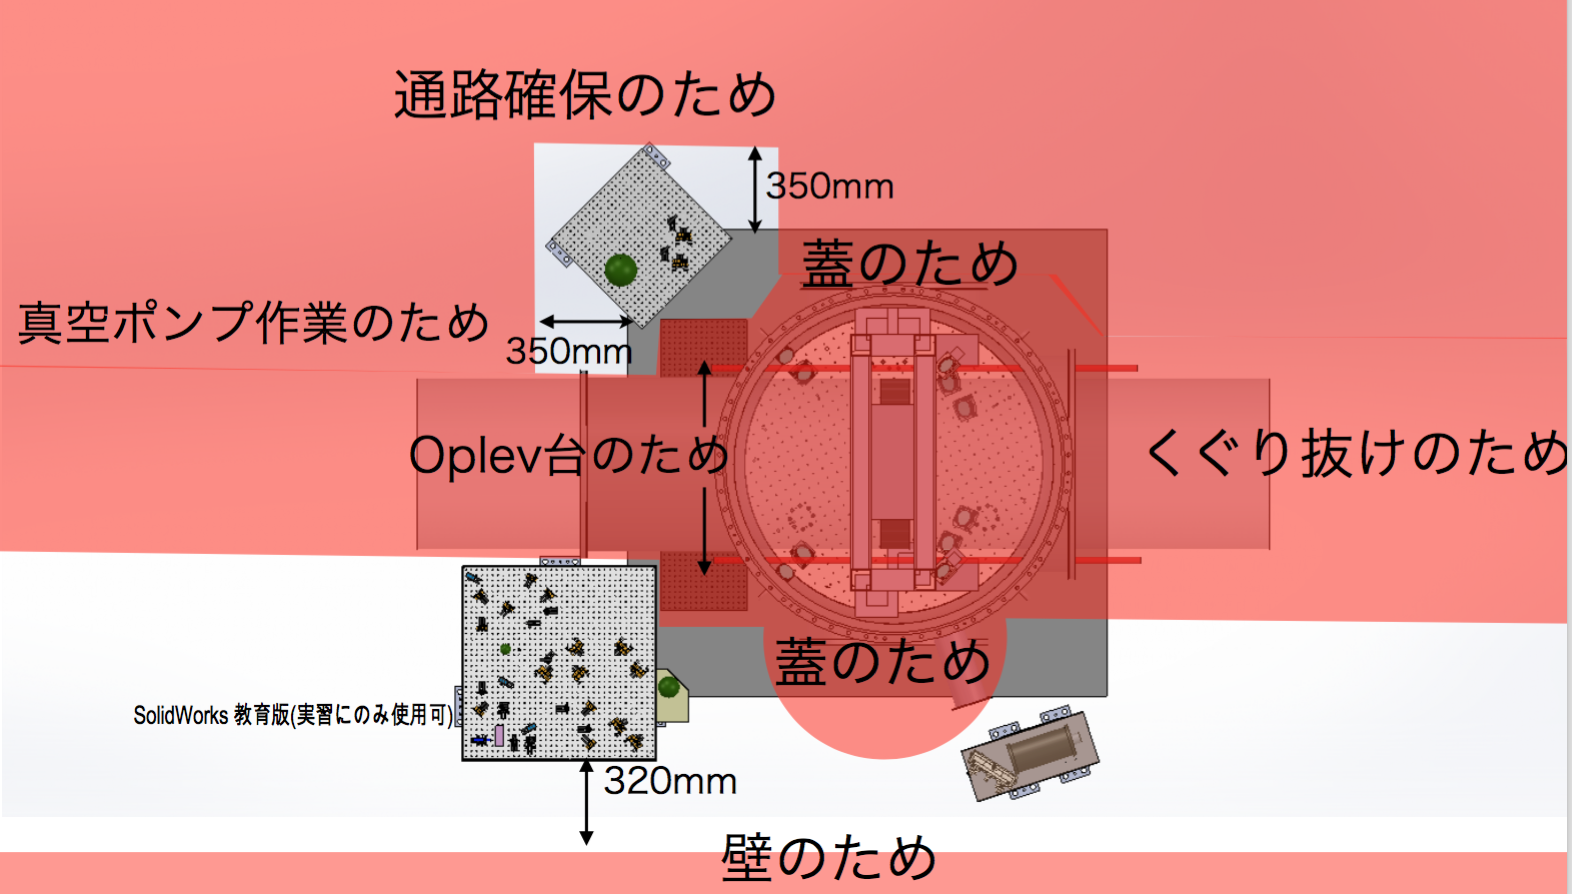 通路確保のため
350mm
蓋のため
真空ポンプ作業のため
350mm
Oplev台のため
くぐり抜けのため
蓋のため
SolidWorks 教育版(実習にのみ使用可)
320mm
壁のため